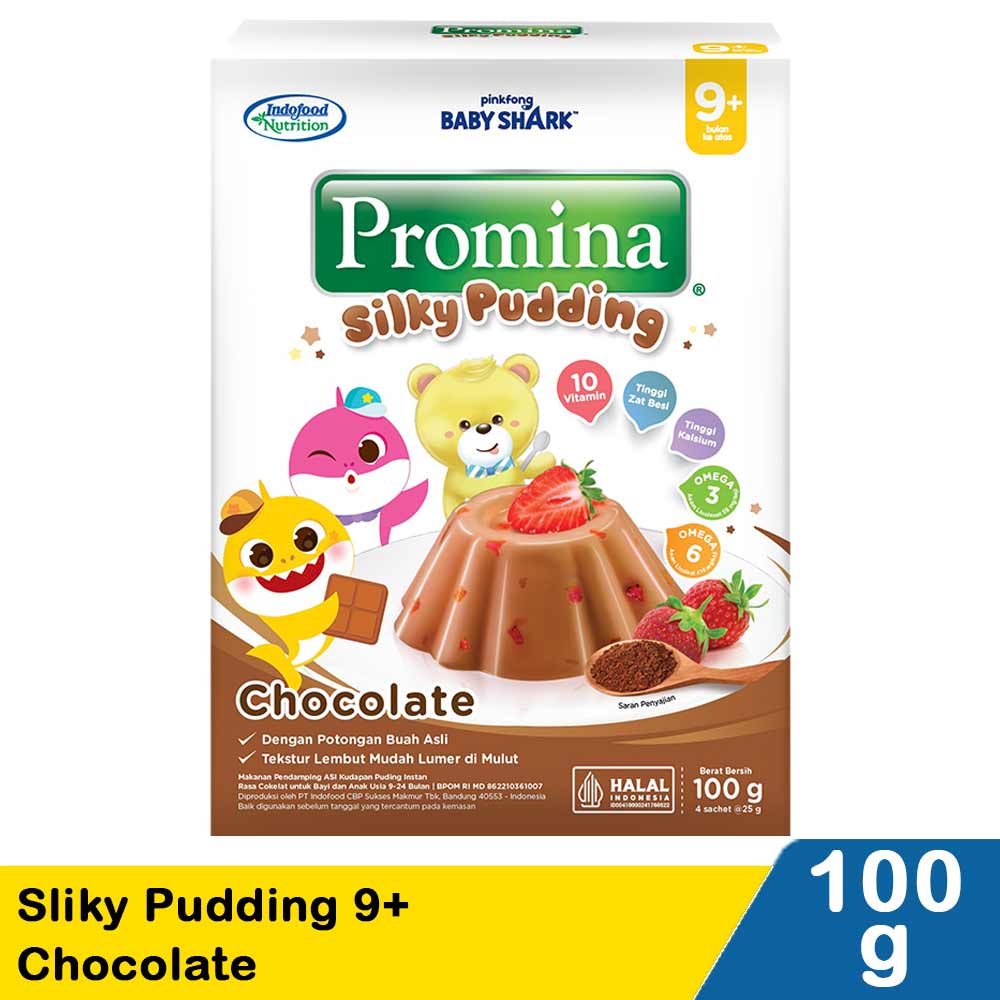 Promina
Silky Pudding
9+
Indofood
Nutrition
pinkfong
BABY SHARK™
9+
bulan
ke atas
Promina
®
Silky Pudding
10
Vitamin
Tinggi
Zat Besi
Tinggi
Kalsium
OMEGA
3
OMEGA
6
Saran Penyajian
Chocolate
✓ Dengan Potongan Buah Asli
✓ Tekstur Lembut Mudah Lumer di Mulut
Makanan Pendamping ASI Kudapan Puding Instan
Rasa Cokelat untuk Bayi dan Anak Usia 9-24 Bulan | BPOM RI MD 862210361007
Diproduksi oleh PT Indofood CBP Sukses Makmur Tbk, Bandung 40553 - Indonesia
Baik digunakan sebelum tanggal yang tercantum pada kemasan
HALAL
INDONESIA
Berat Bersih
100 g
4 sachet @25 g
Sliky Pudding 9+
Chocolate
100
g